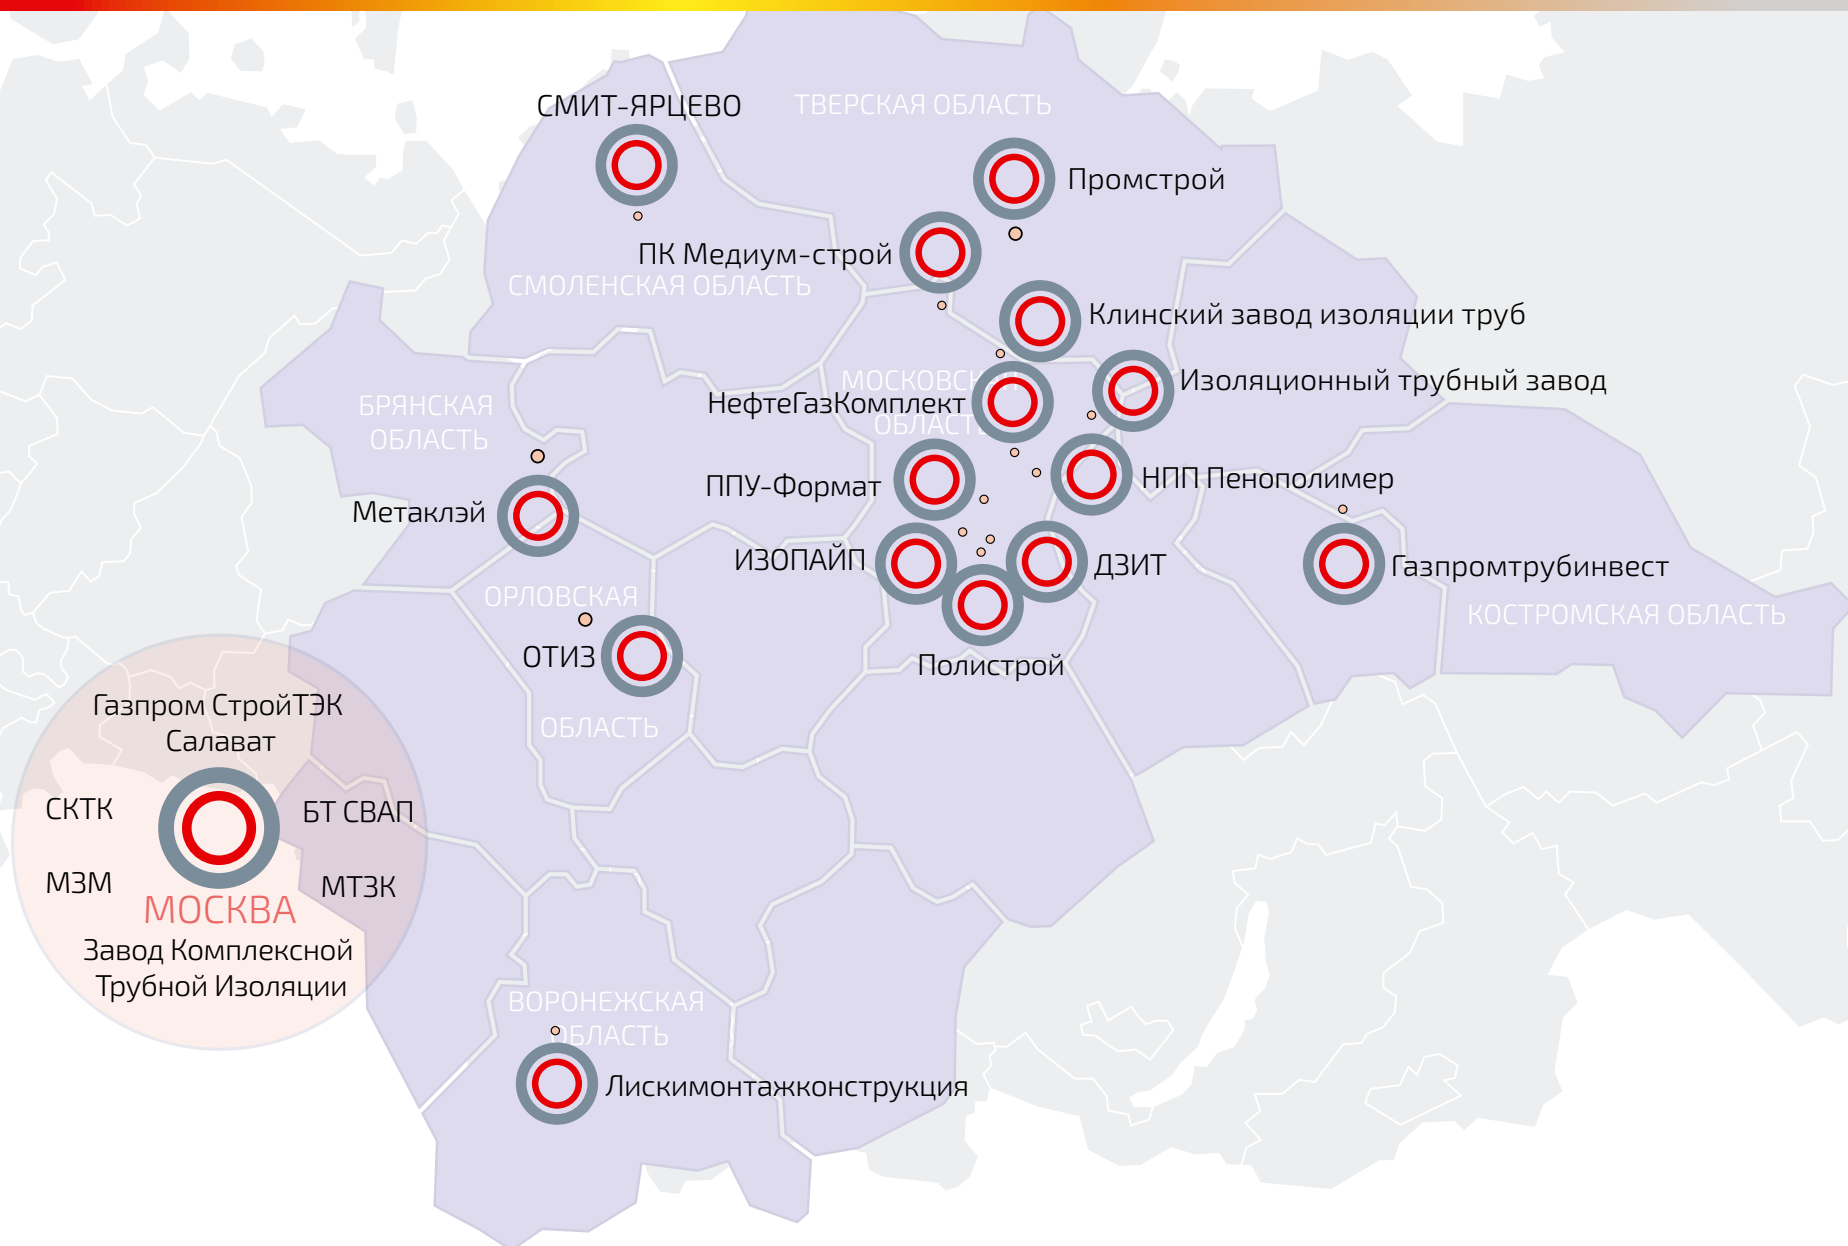 СМИТ-ЯРЦЕВО
ТВЕРСКАЯ ОБЛАСТЬ
Промстрой
ПК Медиум-строй
СМОЛЕНСКАЯ ОБЛАСТЬ
Клинский завод изоляции труб
МОСКОВСКАЯ
ОБЛАСТЬ
Изоляционный трубный завод
НефтеГазКомплект
БРЯНСКАЯ
ОБЛАСТЬ
ППУ-Формат
НПП Пенополимер
Метаклэй
ИЗОПАЙП
ДЗИТ
Газпромтрубинвест
ОРЛОВСКАЯ
ОБЛАСТЬ
КОСТРОМСКАЯ ОБЛАСТЬ
ОТИЗ
Полистрой
Газпром СтройТЭК
Салават
СКТК
БТ СВАП
МЗМ
МТЗК
МОСКВА
Завод Комплексной
Трубной Изоляции
ВОРОНЕЖСКАЯ
ОБЛАСТЬ
Лискимонтажконструкция